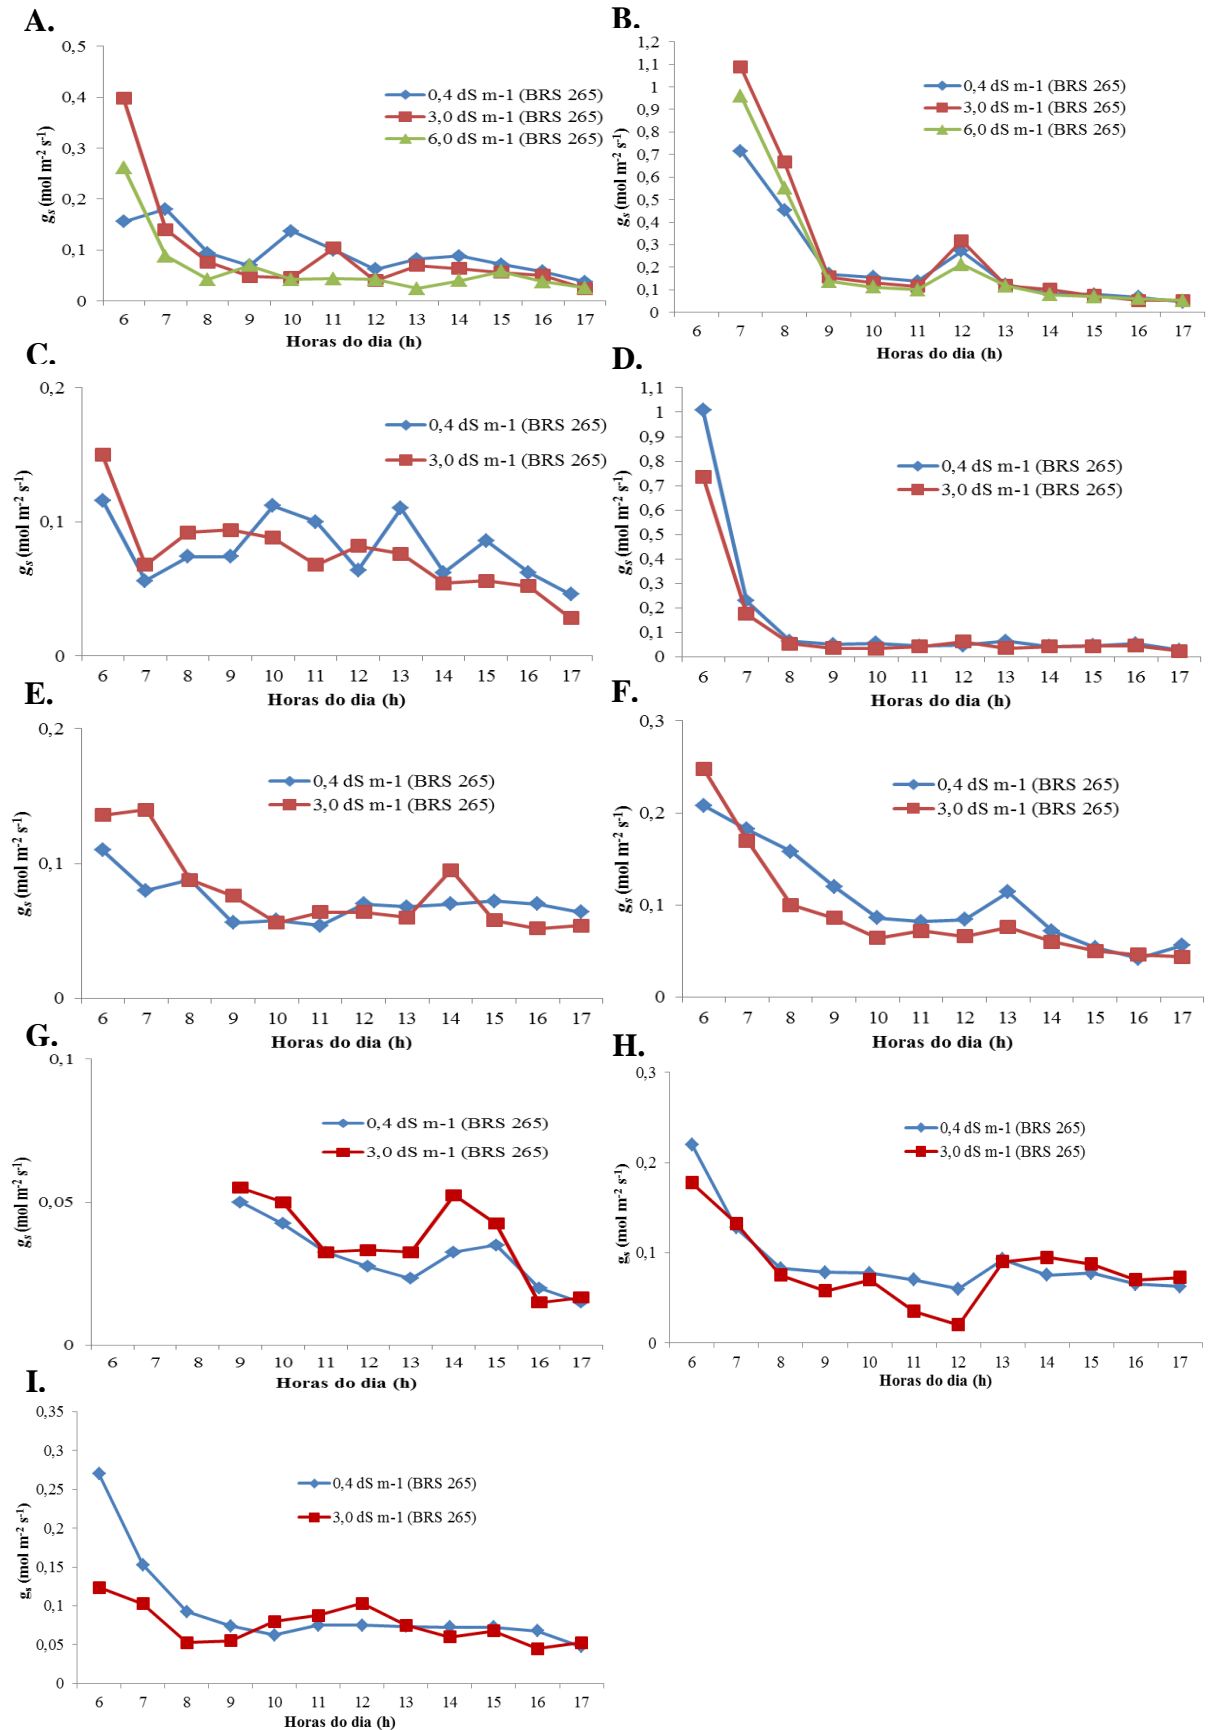 A.
0,5
0,4
0,3
0,2
0,1
0
gs (mol m-2 s-1)
0,4 dS m-1 (BRS 265)
3,0 dS m-1 (BRS 265)
6,0 dS m-1 (BRS 265)
6 7 8 9 10 11 12 13 14 15 16 17
Horas do dia (h)
B.
1,2
1,1
1
0,9
0,8
0,7
0,6
0,5
0,4
0,3
0,2
0,1
0
gs (mol m-2 s-1)
0,4 dS m-1 (BRS 265)
3,0 dS m-1 (BRS 265)
6,0 dS m-1 (BRS 265)
6 7 8 9 10 11 12 13 14 15 16 17
Horas do dia (h)
C.
0,2
0,1
0
gs (mol m-2 s-1)
0,4 dS m-1 (BRS 265)
3,0 dS m-1 (BRS 265)
6 7 8 9 10 11 12 13 14 15 16 17
Horas do dia (h)
D.
1,1
1
0,9
0,8
0,7
0,6
0,5
0,4
0,3
0,2
0,1
0
gs (mol m-2 s-1)
0,4 dS m-1 (BRS 265)
3,0 dS m-1 (BRS 265)
6 7 8 9 10 11 12 13 14 15 16 17
Horas do dia (h)
E.
0,2
0,1
0
gs (mol m-2 s-1)
0,4 dS m-1 (BRS 265)
3,0 dS m-1 (BRS 265)
6 7 8 9 10 11 12 13 14 15 16 17
Horas do dia (h)
F.
0,3
0,2
0,1
0
gs (mol m-2 s-1)
0,4 dS m-1 (BRS 265)
3,0 dS m-1 (BRS 265)
6 7 8 9 10 11 12 13 14 15 16 17
Horas do dia (h)
G.
0,1
0,05
0
gs (mol m-2 s-1)
0,4 dS m-1 (BRS 265)
3,0 dS m-1 (BRS 265)
6 7 8 9 10 11 12 13 14 15 16 17
Horas do dia (h)
H.
0,3
0,2
0,1
0
gs (mol m-2 s-1)
0,4 dS m-1 (BRS 265)
3,0 dS m-1 (BRS 265)
6 7 8 9 10 11 12 13 14 15 16 17
Horas do dia (h)
I.
0,35
0,3
0,25
0,2
0,15
0,1
0,05
0
gs (mol m-2 s-1)
0,4 dS m-1 (BRS 265)
3,0 dS m-1 (BRS 265)
6 7 8 9 10 11 12 13 14 15 16 17
Horas do dia (h)